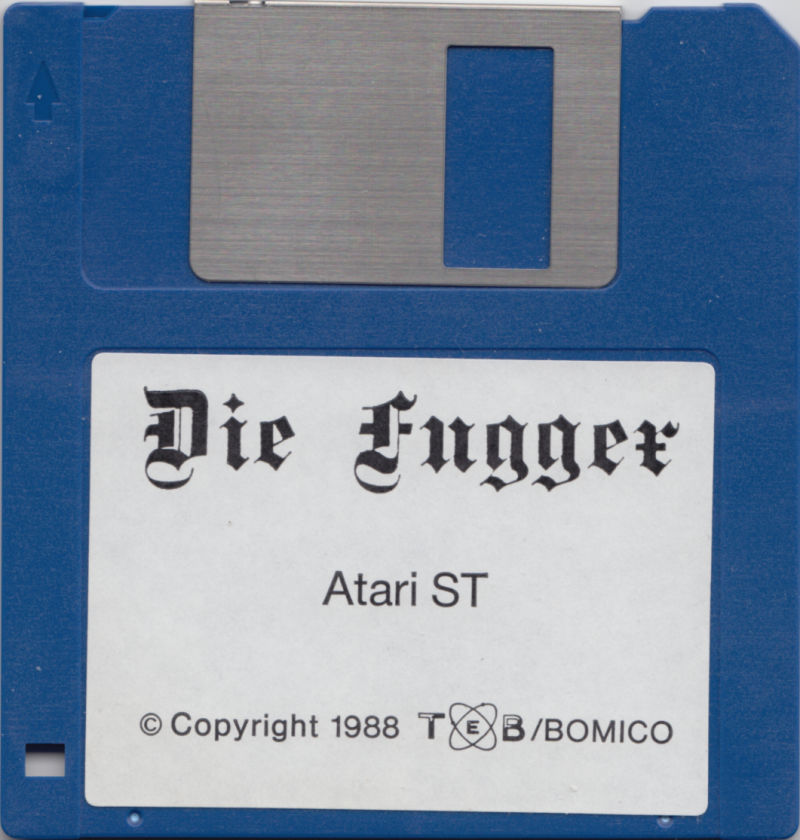 Die Fugger
Atari ST
© Copyright 1988 TEB/BOMICO